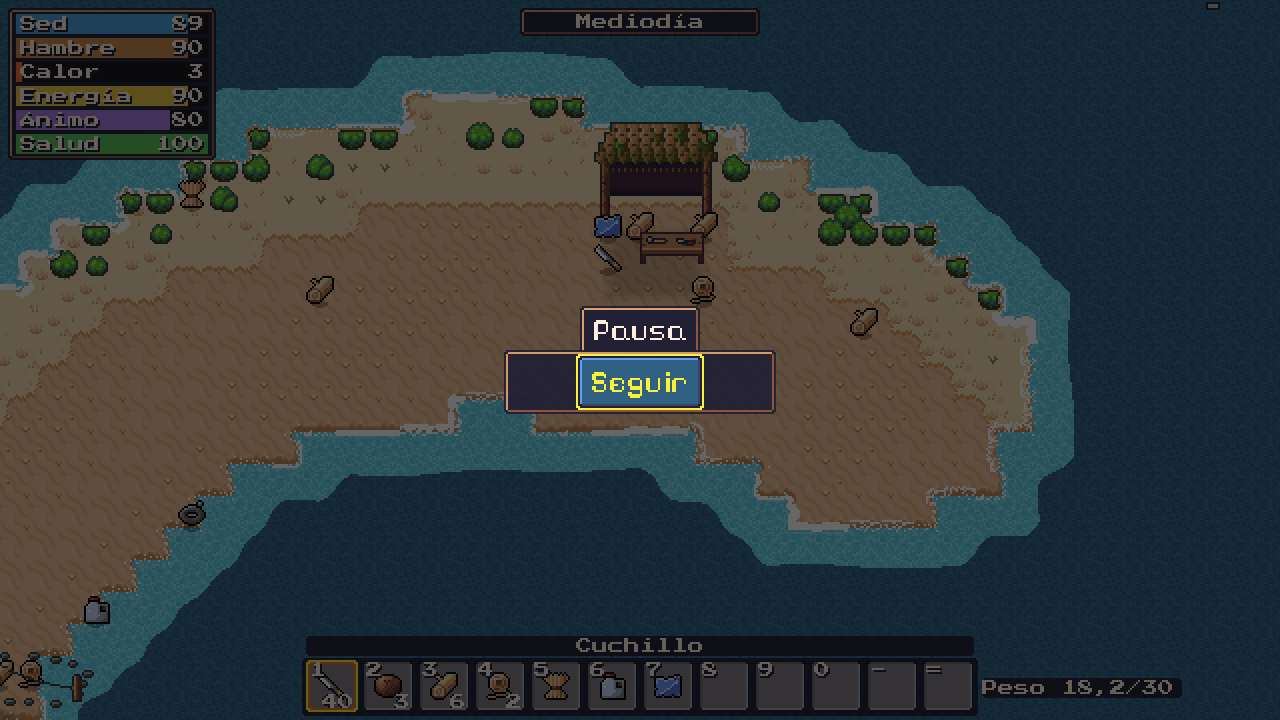 Sed 89
Hambre 90
Calor 3
Energía 90
Ánimo 80
Salud 100
Mediodía
Pausa
Seguir
Cuchillo
1 2 3 4 5 6 7 8 9 0 - =
40 3 6 2
Peso 18,2/30